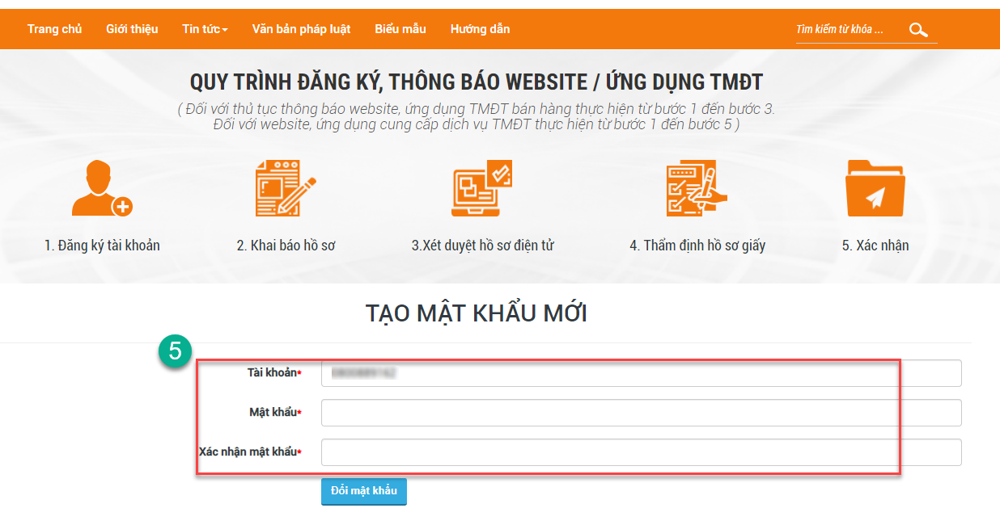 Trang chủ Giới thiệu Tin tức Văn bản pháp luật Biểu mẫu Hướng dẫn Tìm kiếm từ khóa ...
QUY TRÌNH ĐĂNG KÝ, THÔNG BÁO WEBSITE / ỨNG DỤNG TMĐT
( Đối với thủ tục thông báo website, ứng dụng TMĐT bán hàng thực hiện từ bước 1 đến bước 3.
Đối với website, ứng dụng cung cấp dịch vụ TMĐT thực hiện từ bước 1 đến bước 5 )
1. Đăng ký tài khoản 2. Khai báo hồ sơ 3.Xét duyệt hồ sơ điện tử 4. Thẩm định hồ sơ giấy 5. Xác nhận
TẠO MẬT KHẨU MỚI
5
Tài khoản*
Mật khẩu*
Xác nhận mật khẩu*
Đổi mật khẩu